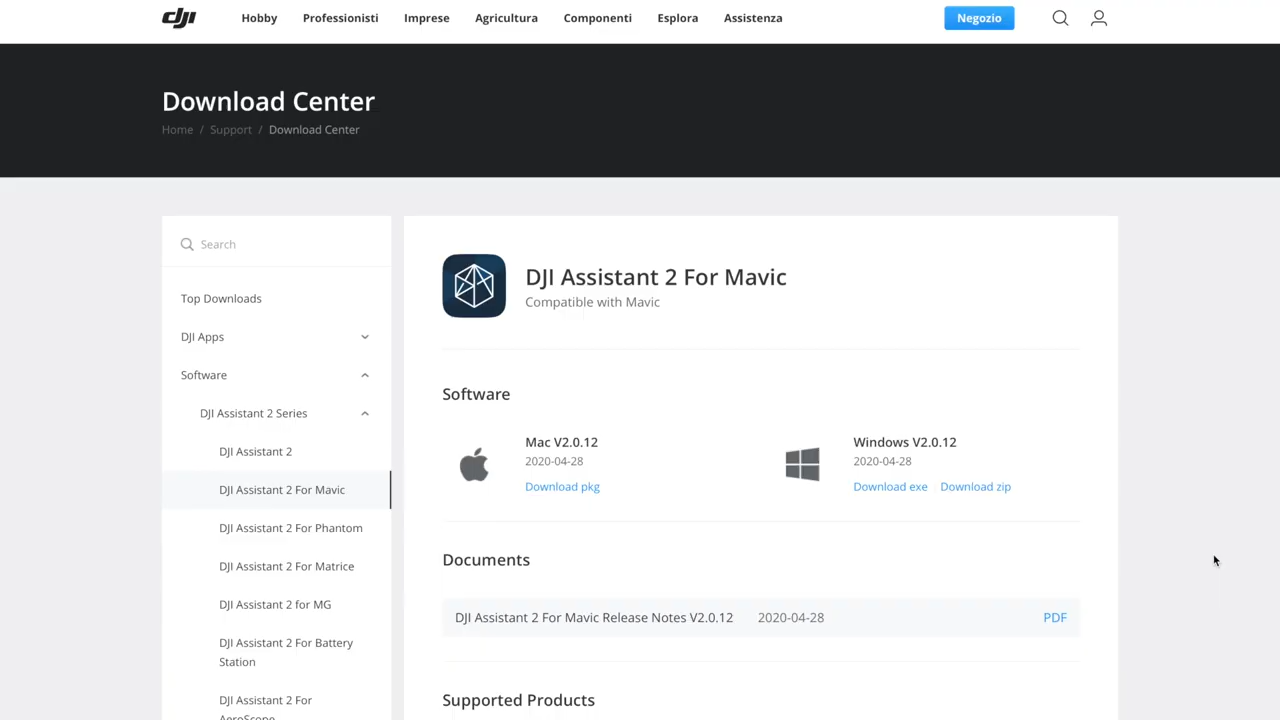 dji Hobby Professionisti Imprese Agricoltura Componenti Esplora Assistenza Negozio
Download Center
Home / Support / Download Center
Search
Top Downloads
DJI Apps
Software
DJI Assistant 2 Series
DJI Assistant 2
DJI Assistant 2 For Mavic
DJI Assistant 2 For Phantom
DJI Assistant 2 For Matrice
DJI Assistant 2 for MG
DJI Assistant 2 For Battery
Station
DJI Assistant 2 For
AeroScope
DJI Assistant 2 For Mavic
Compatible with Mavic
Software
Mac V2.0.12
2020-04-28
Download pkg
Windows V2.0.12
2020-04-28
Download exe Download zip
Documents
DJI Assistant 2 For Mavic Release Notes V2.0.12 2020-04-28 PDF
Supported Products